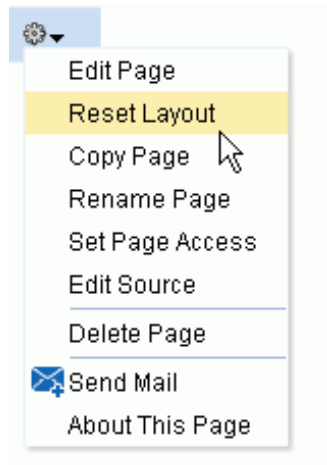 Edit Page
Reset Layout
Copy Page
Rename Page
Set Page Access
Edit Source
Delete Page
Send Mail
About This Page